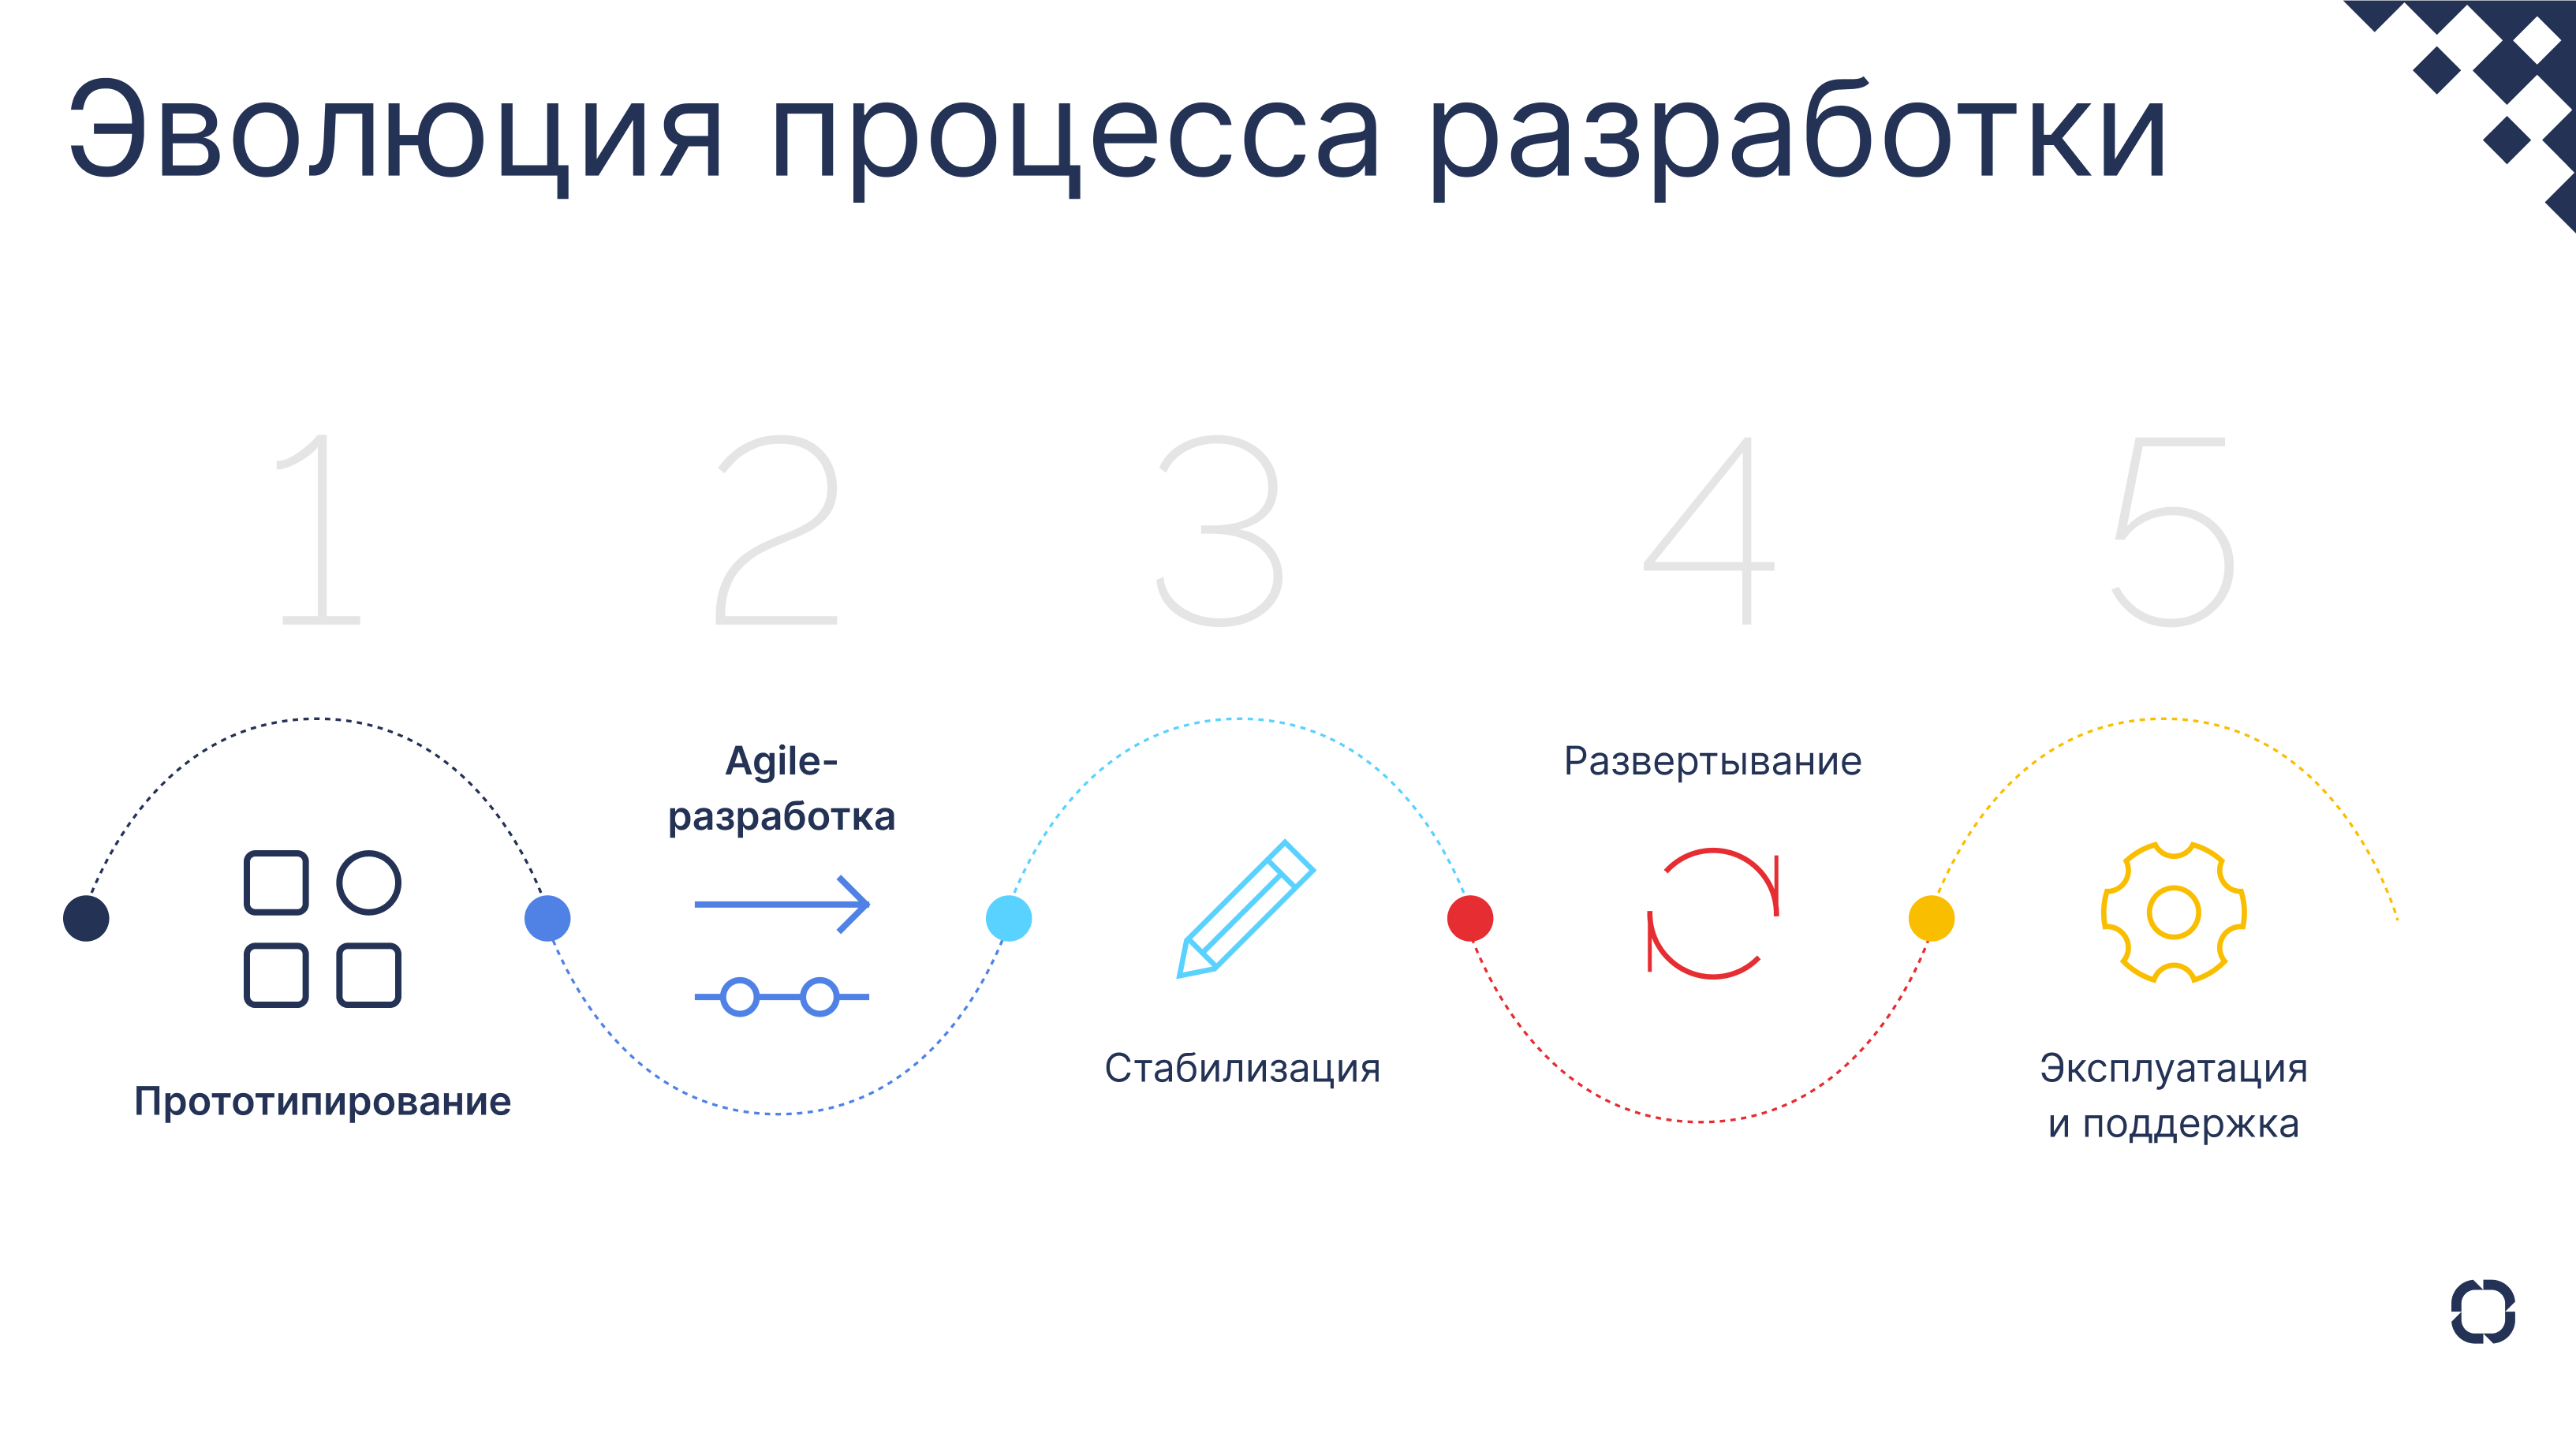 Эволюция процесса разработки
1
2
3
4
5
Agile-
разработка
Развертывание
Прототипирование
Стабилизация
Эксплуатация
и поддержка